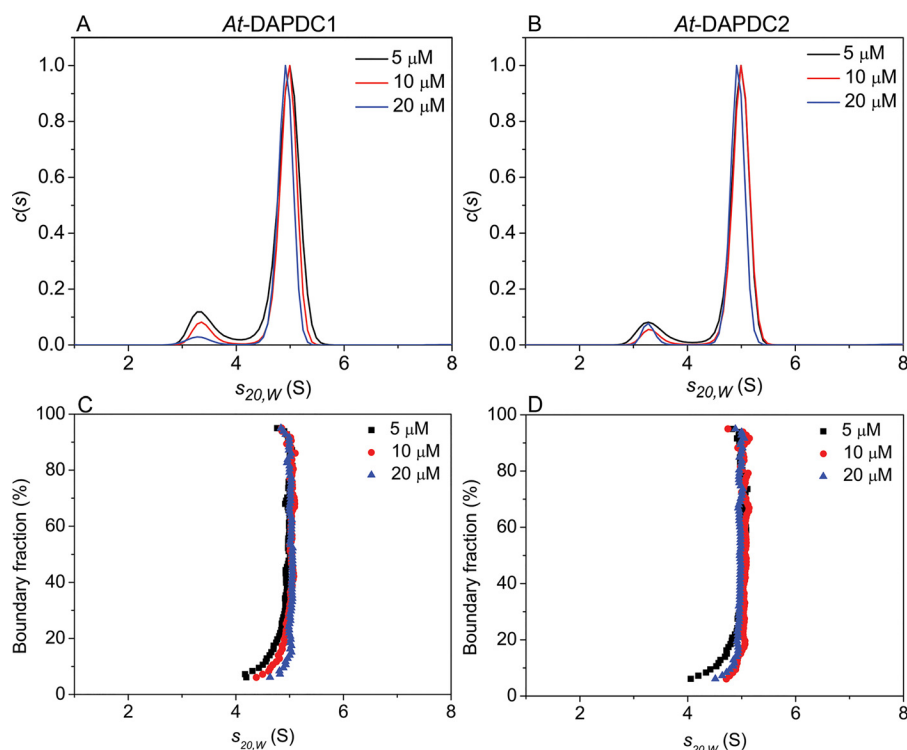 A
At-DAPDC1
5 μM
10 μM
20 μM
1.0
0.8
0.6
0.4
0.2
0.0
c(s)
2 4 6 8
s20,W (S)
B
At-DAPDC2
5 μM
10 μM
20 μM
1.0
0.8
0.6
0.4
0.2
0.0
c(s)
2 4 6 8
s20,W (S)
C
5 μM
10 μM
20 μM
100
80
60
40
20
0
Boundary fraction (%)
2 4 6 8
s20,W (S)
D
5 μM
10 μM
20 μM
100
80
60
40
20
0
Boundary fraction (%)
2 4 6 8
s20,W (S)